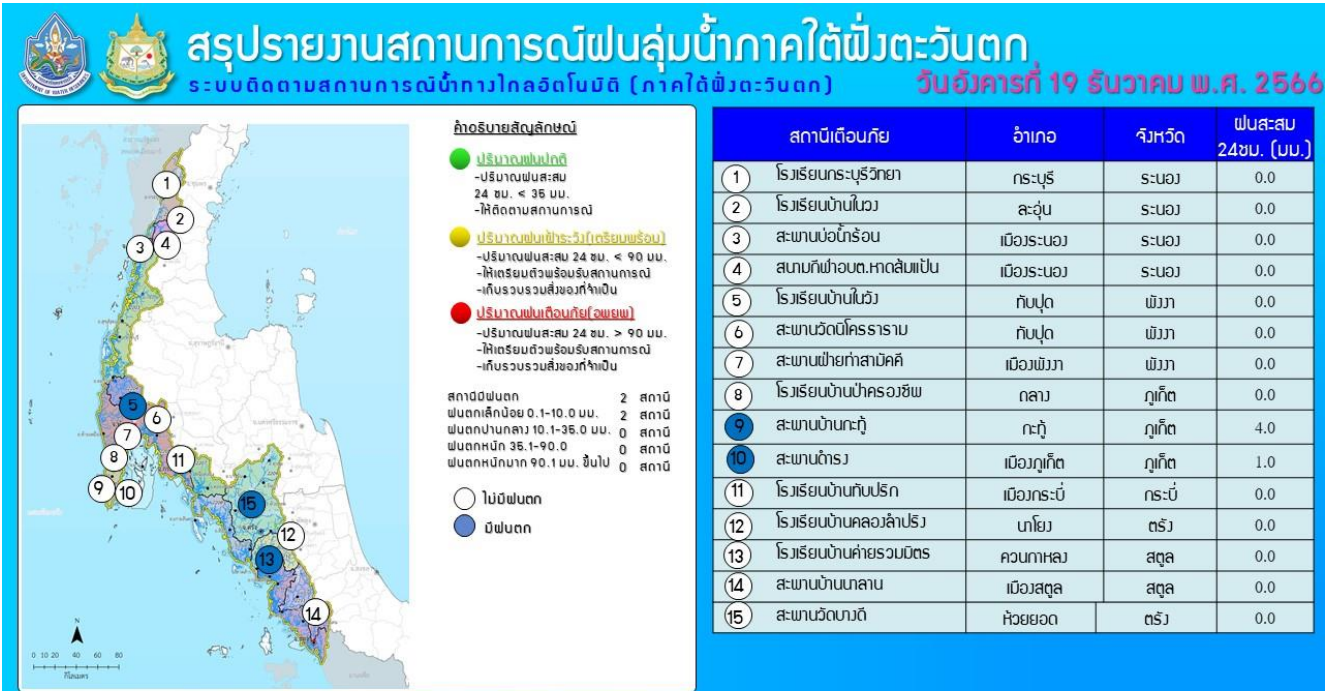 สรุปรายงานสถานการณ์ฝนลุ่มน้ำภาคใต้ฝั่งตะวันตก
ระบบติดตามสถานการณ์น้ำทางไกลอัตโนมัติ (ภาคใต้ฝั่งตะวันตก)
วันอังคารที่ 19 ธันวาคม พ.ศ. 2566
1
2
3
4
5
6
7
8
9
10
11
12
13
14
15
N
0 10 20 40 60 80
กิโลเมตร
คำอธิบายสัญลักษณ์
ปริมาณฝนปกติ
-ปริมาณฝนสะสม
24 ชม. < 35 มม.
-ให้ติดตามสถานการณ์
ปริมาณฝนเฝ้าระวัง(เตรียมพร้อม)
-ปริมาณฝนสะสม 24 ชม. < 90 มม.
-ให้เตรียมตัวพร้อมรับสถานการณ์
-เก็บรวบรวมสิ่งของที่จำเป็น
ปริมาณฝนเตือนภัย(อพยพ)
-ปริมาณฝนสะสม 24 ชม. > 90 มม.
-ให้เตรียมตัวพร้อมรับสถานการณ์
-เก็บรวบรวมสิ่งของที่จำเป็น
สถานีมีฝนตก 2 สถานี
ฝนตกเล็กน้อย 0.1-10.0 มม. 2 สถานี
ฝนตกปานกลาง 10.1-35.0 มม. 0 สถานี
ฝนตกหนัก 35.1-90.0 0 สถานี
ฝนตกหนักมาก 90.1 มม. ขึ้นไป 0 สถานี
ไม่มีฝนตก
มีฝนตก
สถานีเตือนภัย อำเภอ จังหวัด ฝนสะสม 24ชม. (มม.)
1 โรงเรียนกระบุรีวิทยา กระบุรี ระนอง 0.0
2 โรงเรียนบ้านในวง ละอุ่น ระนอง 0.0
3 สะพานบ่อน้ำร้อน เมืองระนอง ระนอง 0.0
4 สนามกีฬาอบต.หาดส้มแป้น เมืองระนอง ระนอง 0.0
5 โรงเรียนบ้านในวัง ทับปุด พังงา 0.0
6 สะพานวัดนิโครธาราม ทับปุด พังงา 0.0
7 สะพานฝ่ายท่าสามัคคี เมืองพังงา พังงา 0.0
8 โรงเรียนบ้านป่าครองชีพ ถลาง ภูเก็ต 0.0
9 สะพานบ้านกะทู้ กะทู้ ภูเก็ต 4.0
10 สะพานดำรง เมืองภูเก็ต ภูเก็ต 1.0
11 โรงเรียนบ้านทับปริก เมืองกระบี่ กระบี่ 0.0
12 โรงเรียนบ้านคลองลำปริง นาโยง ตรัง 0.0
13 โรงเรียนบ้านค่ายรวมมิตร ควนกาหลง สตูล 0.0
14 สะพานบ้านนาลาน เมืองสตูล สตูล 0.0
15 สะพานวัดบางดี ห้วยยอด ตรัง 0.0